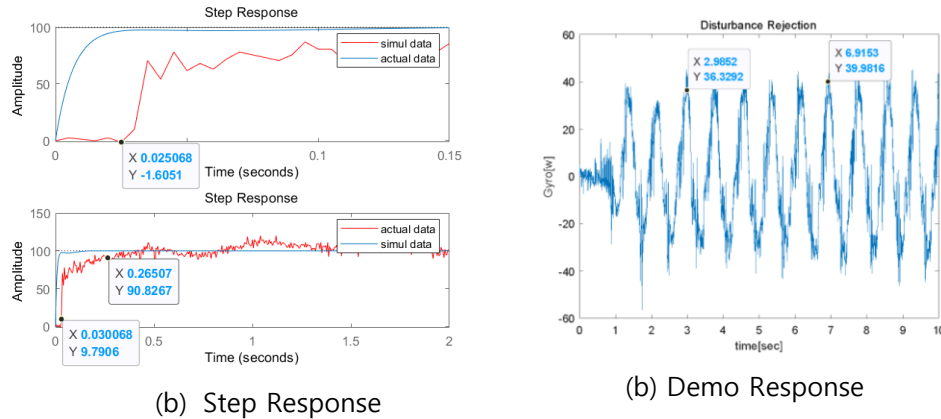 Step Response
Amplitude
100
50
0
simul data
actual data
X 0.025068
Y -1.6051
0
0.1
0.15
Time (seconds)
Step Response
Amplitude
150
100
50
0
actual data
simul data
X 0.26507
Y 90.8267
X 0.030068
Y 9.7906
0
0.5
1
1.5
2
Time (seconds)
(b) Step Response
Disturbance Rejection
Gyro[w]
60
40
20
0
-20
-40
-60
X 2.9852
Y 36.3292
X 6.9153
Y 39.9816
0 1 2 3 4 5 6 7 8 9 10
time[sec]
(b) Demo Response